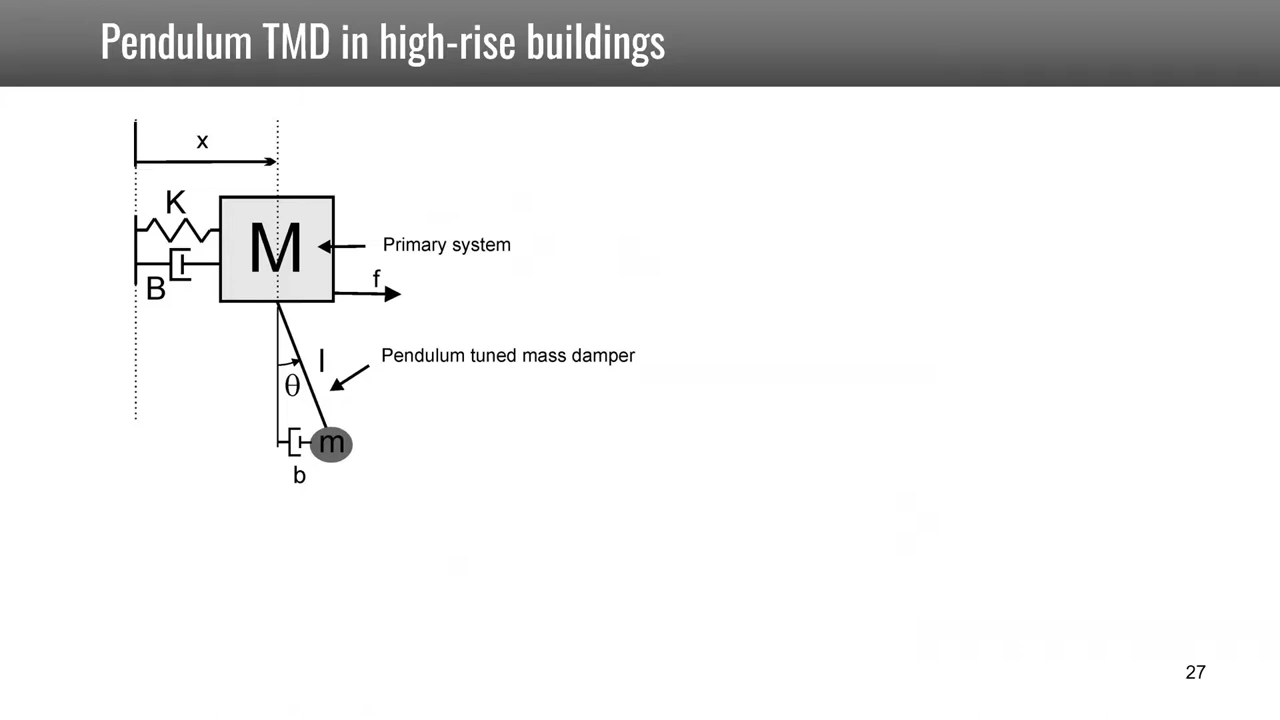 Pendulum TMD in high-rise buildings
x
K
M
Primary system
B
f
l
Pendulum tuned mass damper
θ
m
b
27